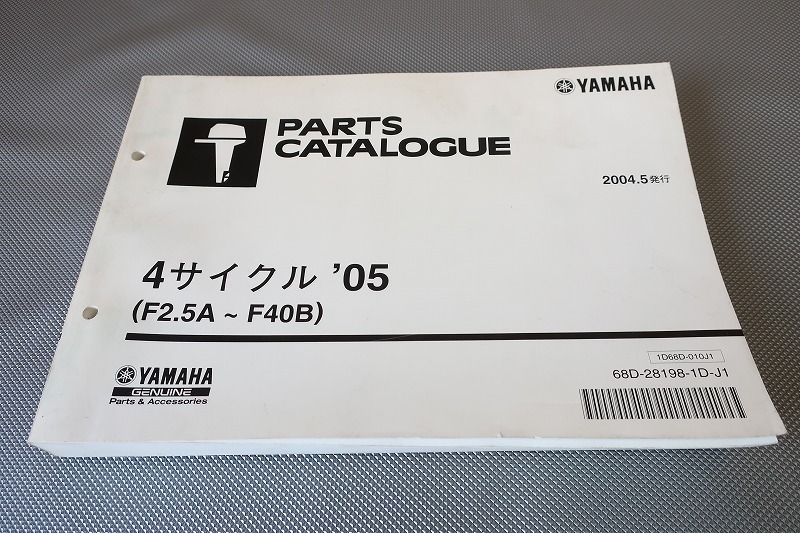 YAMAHA
PARTS
CATALOGUE
2004.5発行
4サイクル ’05
(F2.5A ~ F40B)
1D68D-010J1
68D-28198-1D-J1
YAMAHA
GENUINE
Parts & Accessories